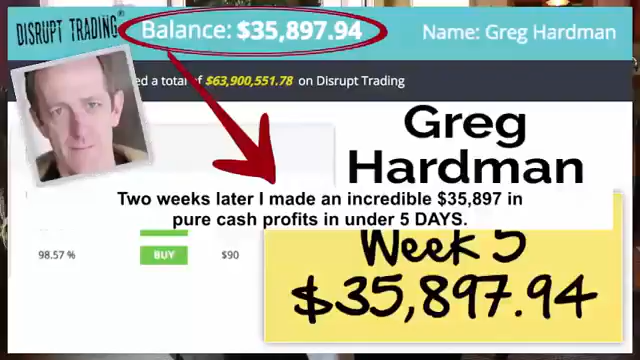 DISRUPT TRADING®
Balance: $35,897.94
Name: Greg Hardman
ed a total of $63,900,551.78 on Disrupt Trading
Greg
Hardman
Two weeks later I made an incredible $35,897 in
pure cash profits in under 5 DAYS.
98.57 %
BUY
$90
Week 5
$35,897.94